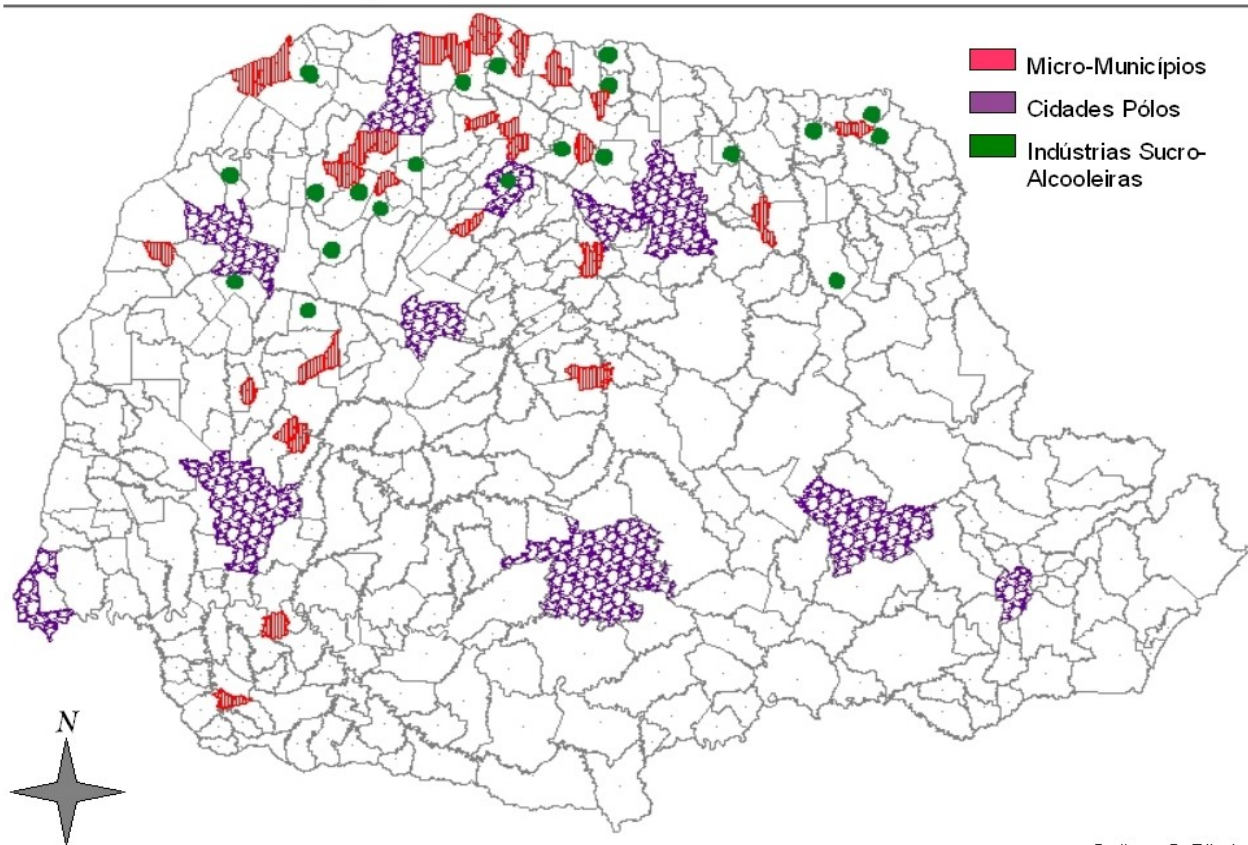 Micro-Municípios
Cidades Pólos
Indústrias Sucro-
Alcooleiras
N